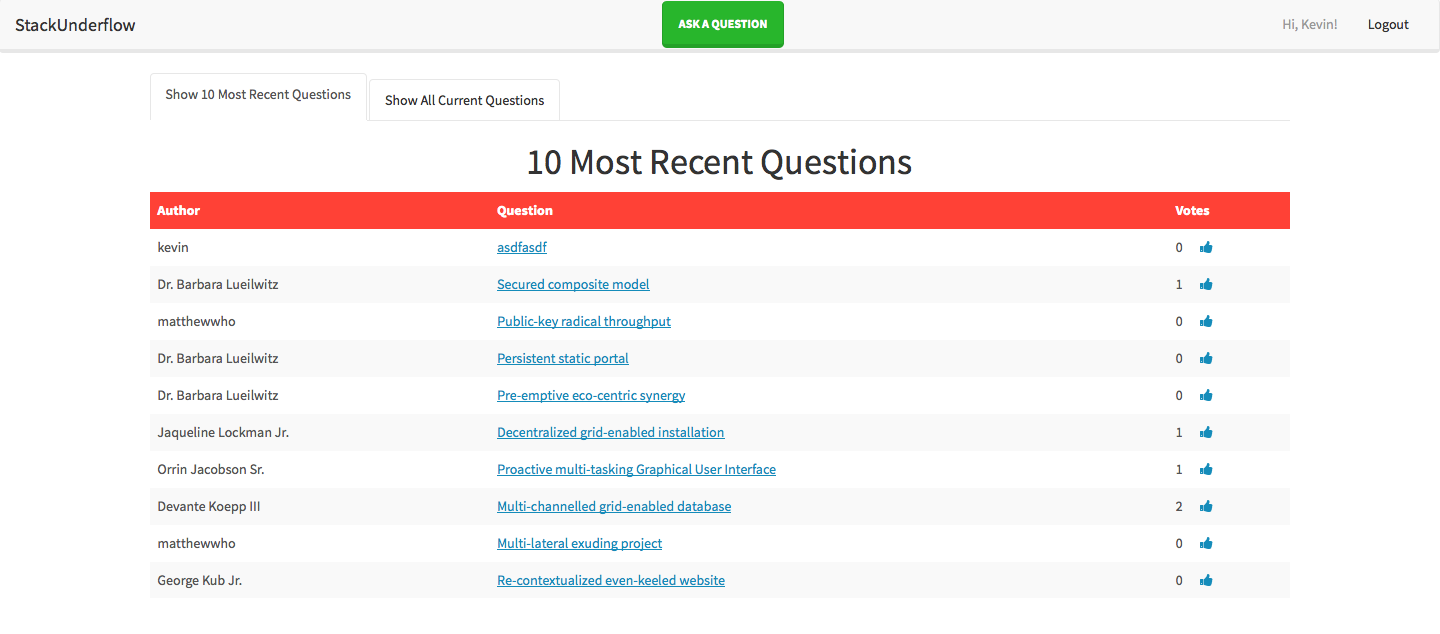 StackUnderflow ASK A QUESTION Hi, Kevin! Logout
Show 10 Most Recent Questions Show All Current Questions
10 Most Recent Questions
Author Question Votes
kevin asdfasdf 0
Dr. Barbara Lueilwitz Secured composite model 1
matthewwho Public-key radical throughput 0
Dr. Barbara Lueilwitz Persistent static portal 0
Dr. Barbara Lueilwitz Pre-emptive eco-centric synergy 0
Jaqueline Lockman Jr. Decentralized grid-enabled installation 1
Orrin Jacobson Sr. Proactive multi-tasking Graphical User Interface 1
Devante Koepp III Multi-channelled grid-enabled database 2
matthewwho Multi-lateral exuding project 0
George Kub Jr. Re-contextualized even-keeled website 0